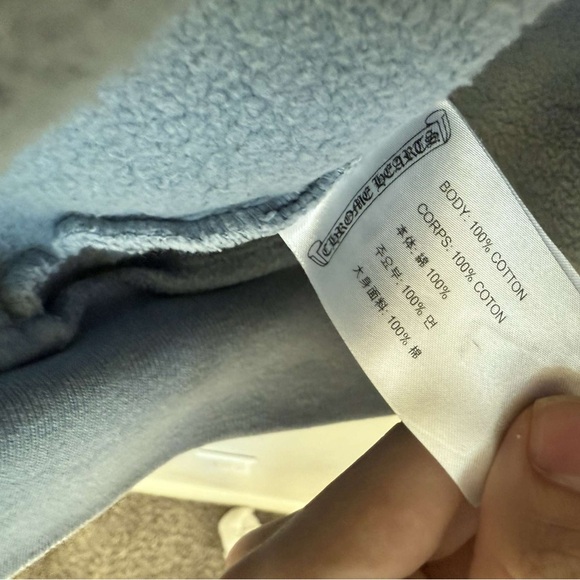 CHROME HEARTS
BODY: 100% COTTON
CORPS: 100% COTON
本体: 綿 100%
주오부: 100% 면
大身面料: 100% 棉